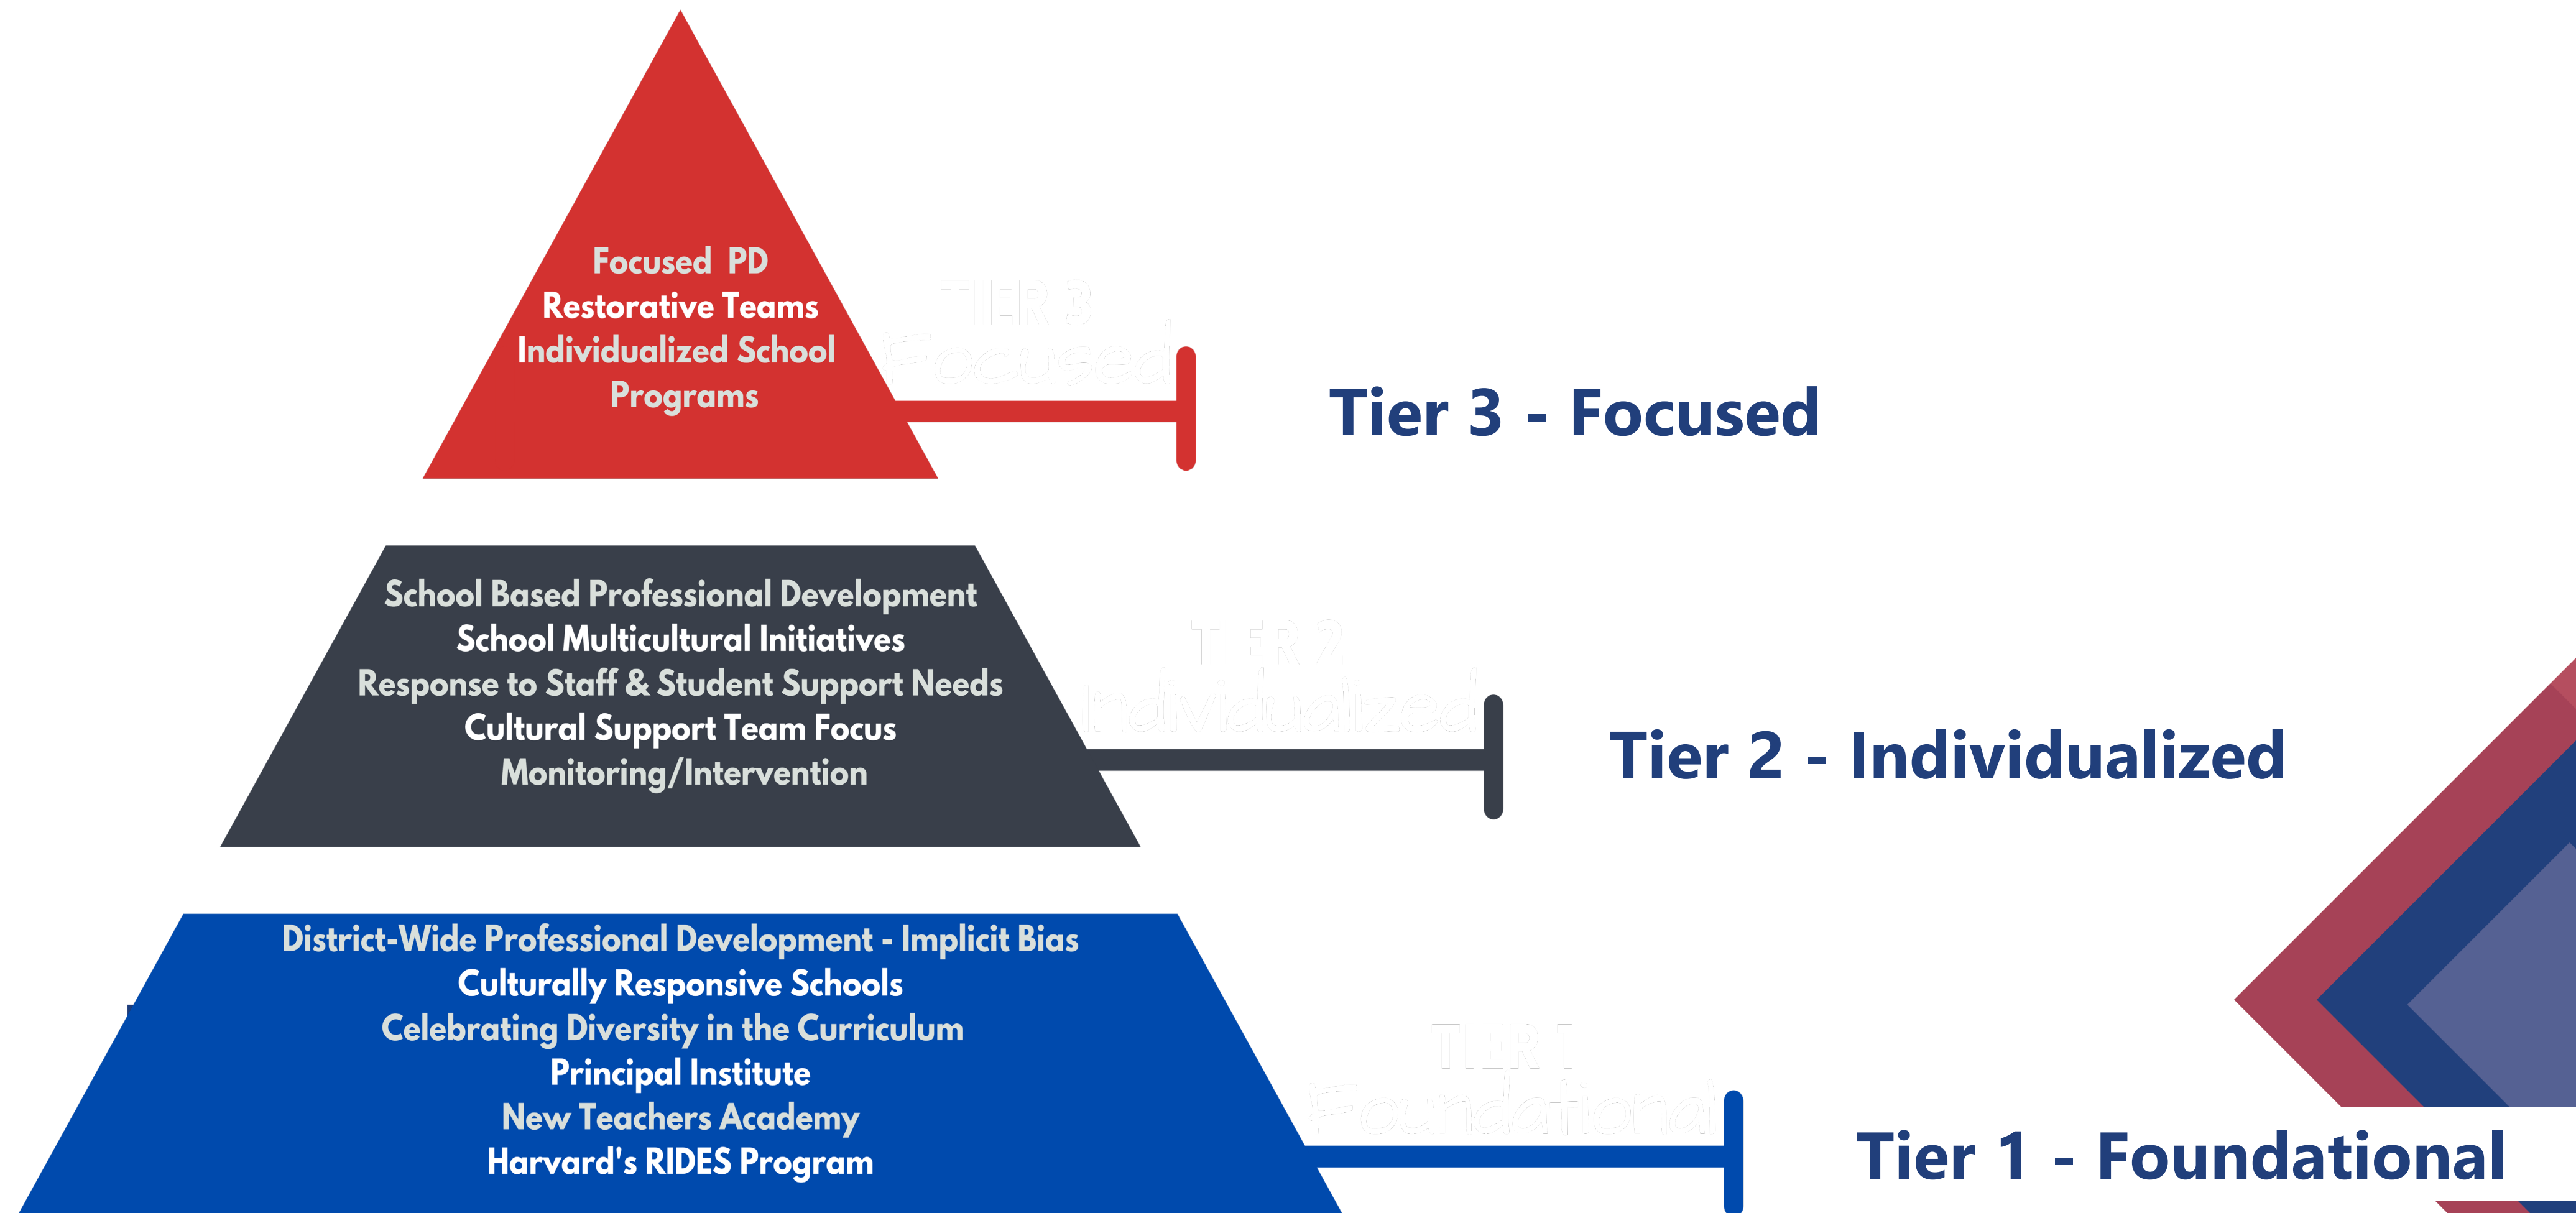 Focused PD
Restorative Teams
Individualized School
Programs
TIER 3
Focused
Tier 3 - Focused
School Based Professional Development
School Multicultural Initiatives
Response to Staff & Student Support Needs
Cultural Support Team Focus
Monitoring/Intervention
TIER 2
Individualized
Tier 2 - Individualized
District-Wide Professional Development - Implicit Bias
Culturally Responsive Schools
Celebrating Diversity in the Curriculum
Principal Institute
New Teachers Academy
Harvard's RIDES Program
TIER 1
Foundational
Tier 1 - Foundational